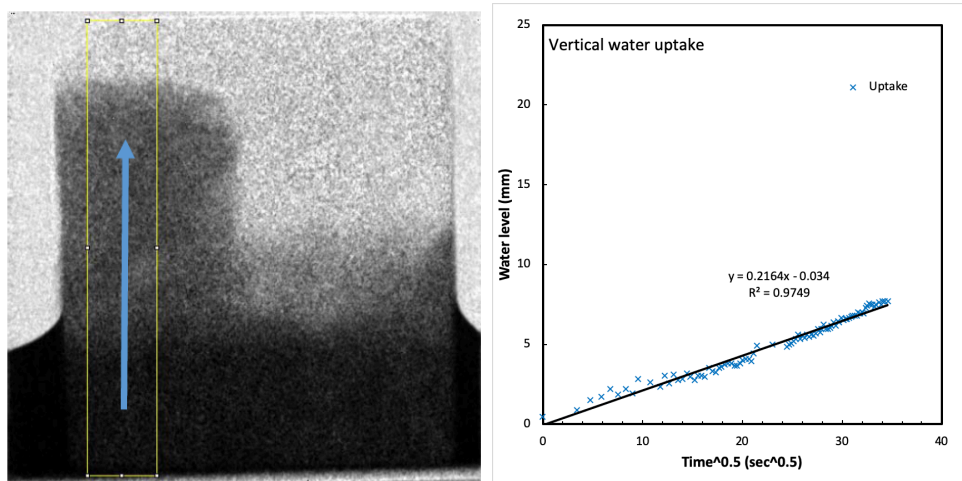 Vertical water uptake
Uptake
y = 0.2164x - 0.034
R² = 0.9749
Water level (mm)
25
20
15
10
5
0
0 10 20 30 40
Time^0.5 (sec^0.5)